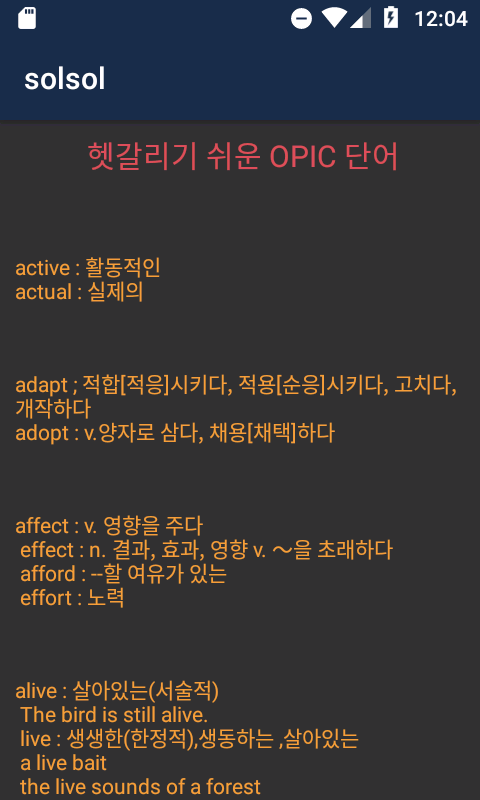 12:04
solsol
헷갈리기 쉬운 OPIC 단어
active : 활동적인
actual : 실제의
adapt ; 적합[적응]시키다, 적용[순응]시키다, 고치다,
개작하다
adopt : v.양자로 삼다, 채용[채택]하다
affect : v. 영향을 주다
effect : n. 결과, 효과, 영향 v. ～을 초래하다
afford : --할 여유가 있는
effort : 노력
alive : 살아있는(서술적)
The bird is still alive.
live : 생생한(한정적),생동하는 ,살아있는
a live bait
the live sounds of a forest